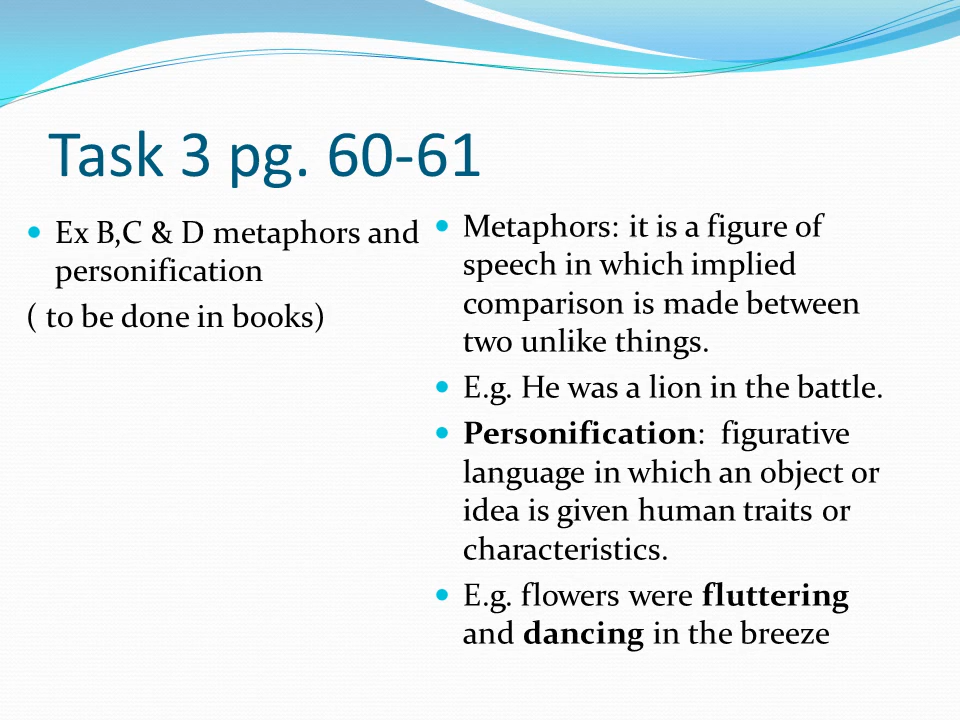 Task 3 pg. 60-61
Ex B,C & D metaphors and
personification
( to be done in books)
Metaphors: it is a figure of
speech in which implied
comparison is made between
two unlike things.
E.g. He was a lion in the battle.
Personification: figurative
language in which an object or
idea is given human traits or
characteristics.
E.g. flowers were fluttering
and dancing in the breeze